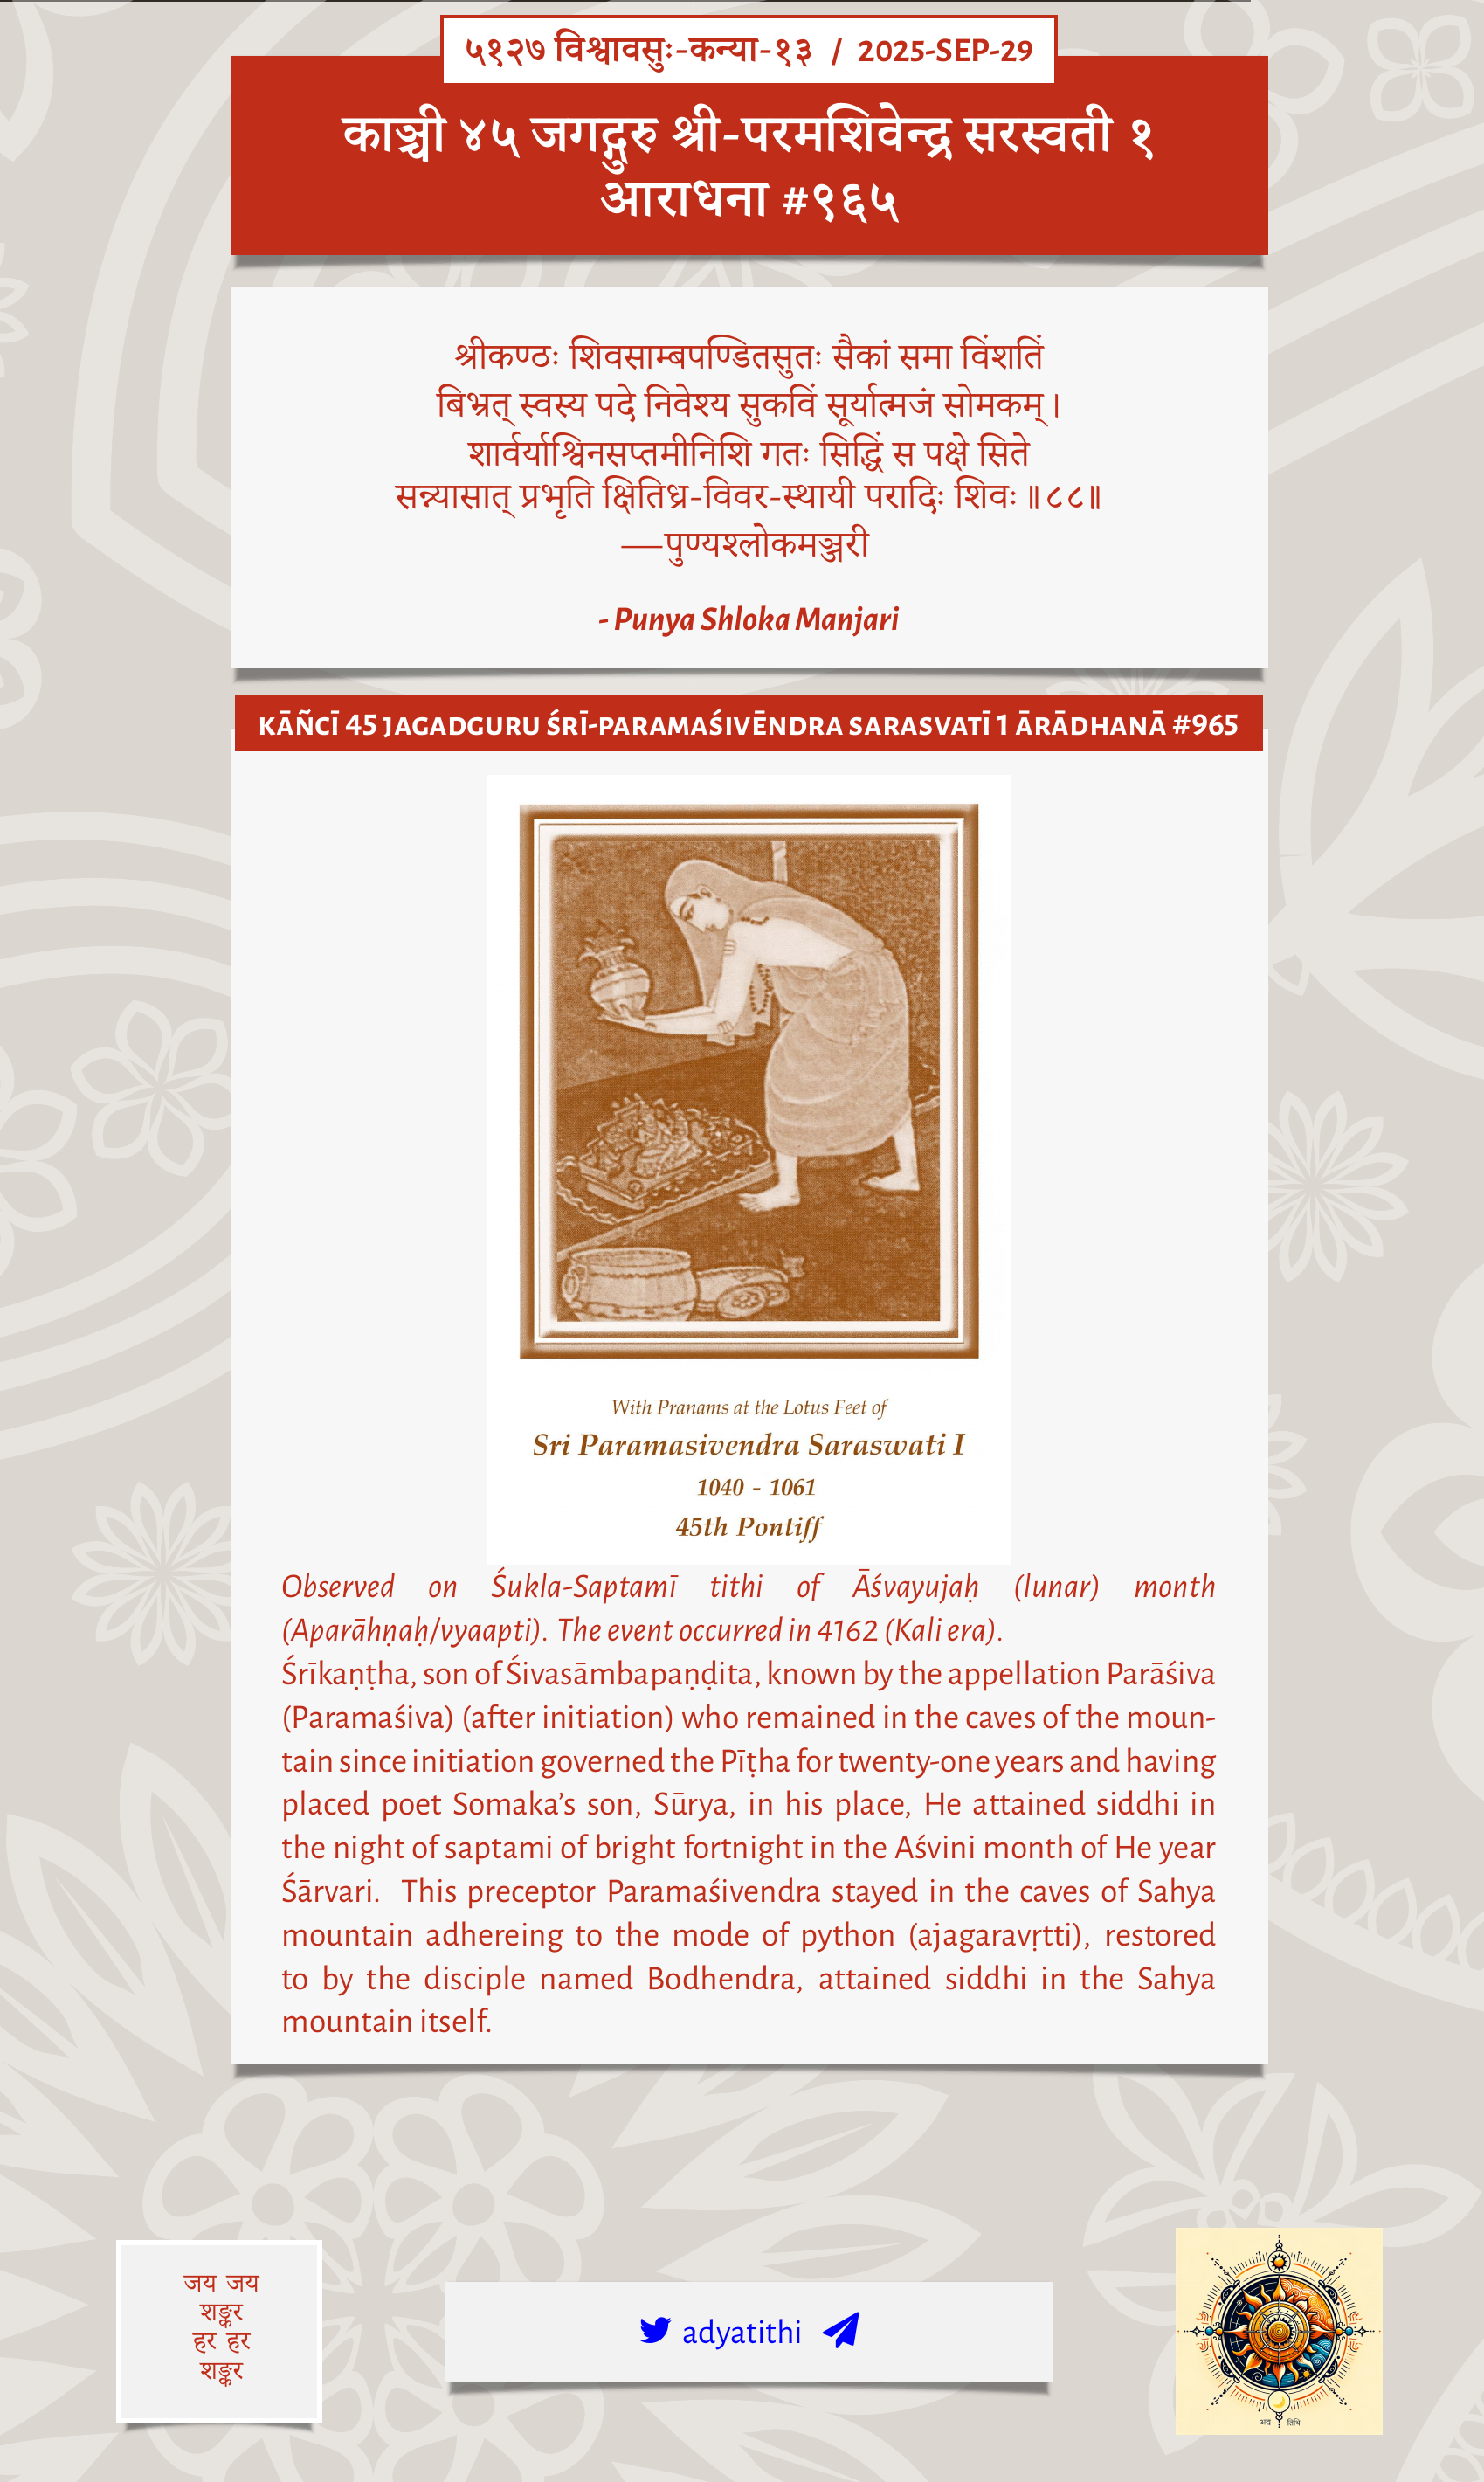 ५१२७ विश्वावसुः-कन्या-१३ / 2025-SEP-29
काञ्ची ४५ जगद्गुरु श्री-परमशिवेन्द्र सरस्वती १
आराधना #९६५
श्रीकण्ठः शिवसाम्बपण्डितसुतः सैकां समा विंशतिं
बिभ्रत् स्वस्य पदे निवेश्य सुकविं सूर्यात्मजं सोमकम्।
शार्वर्याश्विनसप्तमीनिशि गतः सिद्धिं स पक्षे सिते
सन्न्यासात् प्रभृति क्षितिध्र-विवर-स्थायी परादिः शिवः॥८८॥
—पुण्यश्लोकमञ्जरी
- Punya Shloka Manjari
KĀÑCĪ 45 JAGADGURU ŚRĪ-PARAMAŚIVĒNDRA SARASVATĪ 1 ĀRĀDHANĀ #965
With Pranams at the Lotus Feet of
Sri Paramasivendra Saraswati I
1040 - 1061
45th Pontiff
Observed on Śukla-Saptamī tithi of Āśvayujaḥ (lunar) month
(Aparāhṇaḥ/vyaapti). The event occurred in 4162 (Kali era).
Śrīkaṇṭha, son of Śivasāmbapaṇḍita, known by the appellation Parāśiva
(Paramaśiva) (after initiation) who remained in the caves of the moun-
tain since initiation governed the Pīṭha for twenty-one years and having
placed poet Somaka's son, Sūrya, in his place, He attained siddhi in
the night of saptami of bright fortnight in the Aśvini month of He year
Śārvari. This preceptor Paramaśivendra stayed in the caves of Sahya
mountain adhereing to the mode of python (ajagaravṛtti), restored
to by the disciple named Bodhendra, attained siddhi in the Sahya
mountain itself.
जय जय
शङ्कर
हर हर
शङ्कर
adyatithi
अद्य तिथिः